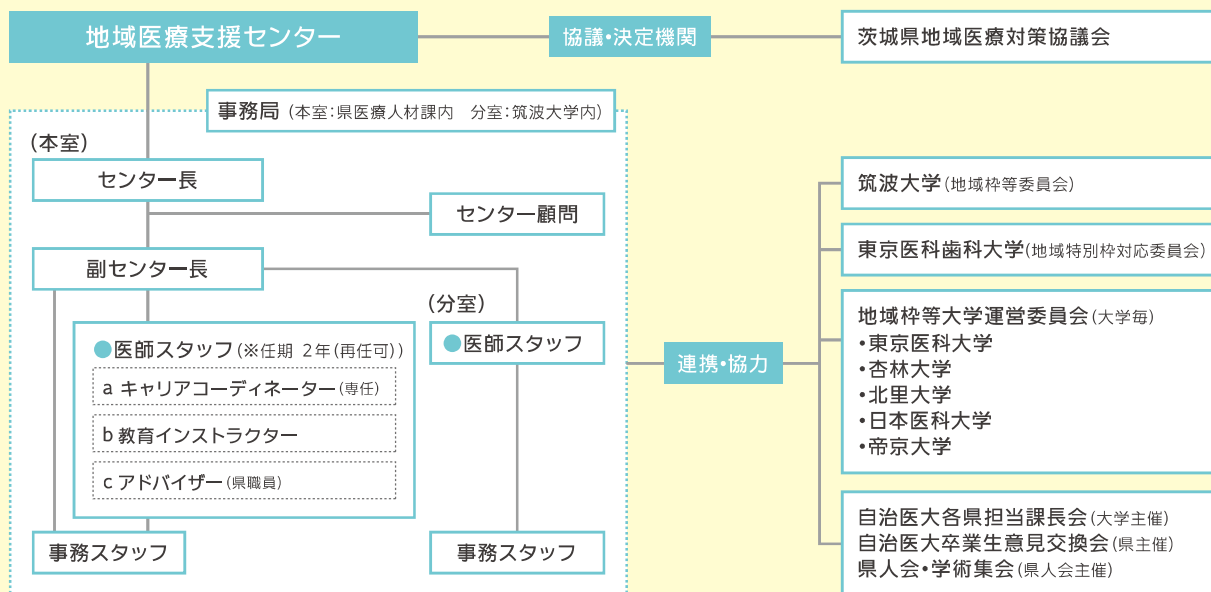 地域医療支援センター
協議・決定機関
茨城県地域医療対策協議会
事務局(本室:県医療人材課内　分室:筑波大学内)
(本室)
センター長
センター顧問
副センター長
(分室)
●医師スタッフ(※任期 2年(再任可))
a キャリアコーディネーター(専任)
b 教育インストラクター
c アドバイザー(県職員)
●医師スタッフ
事務スタッフ
事務スタッフ
連携・協力
筑波大学(地域枠等委員会)
東京医科歯科大学(地域特別枠対応委員会)
地域枠等大学運営委員会(大学毎)
・東京医科大学
・杏林大学
・北里大学
・日本医科大学
・帝京大学
自治医大各県担当課長会(大学主催)
自治医大卒業生意見交換会(県主催)
県人会・学術集会(県人会主催)